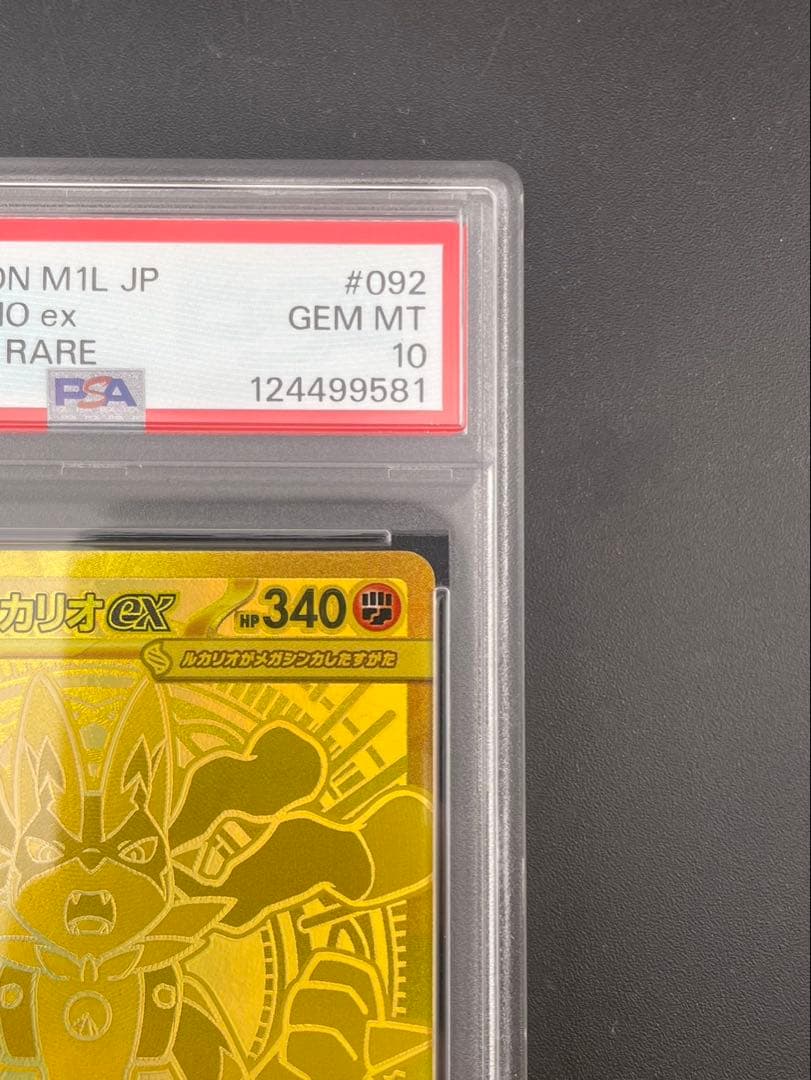 ON M1L JP
#092
IO ex
GEM MT
RARE
10
PSA
124499581
カリオex
HP340
ルカリオがメガシンカしたすがた